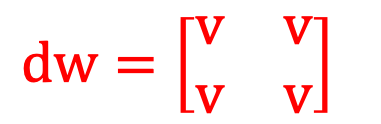 dw = [v v
v v]